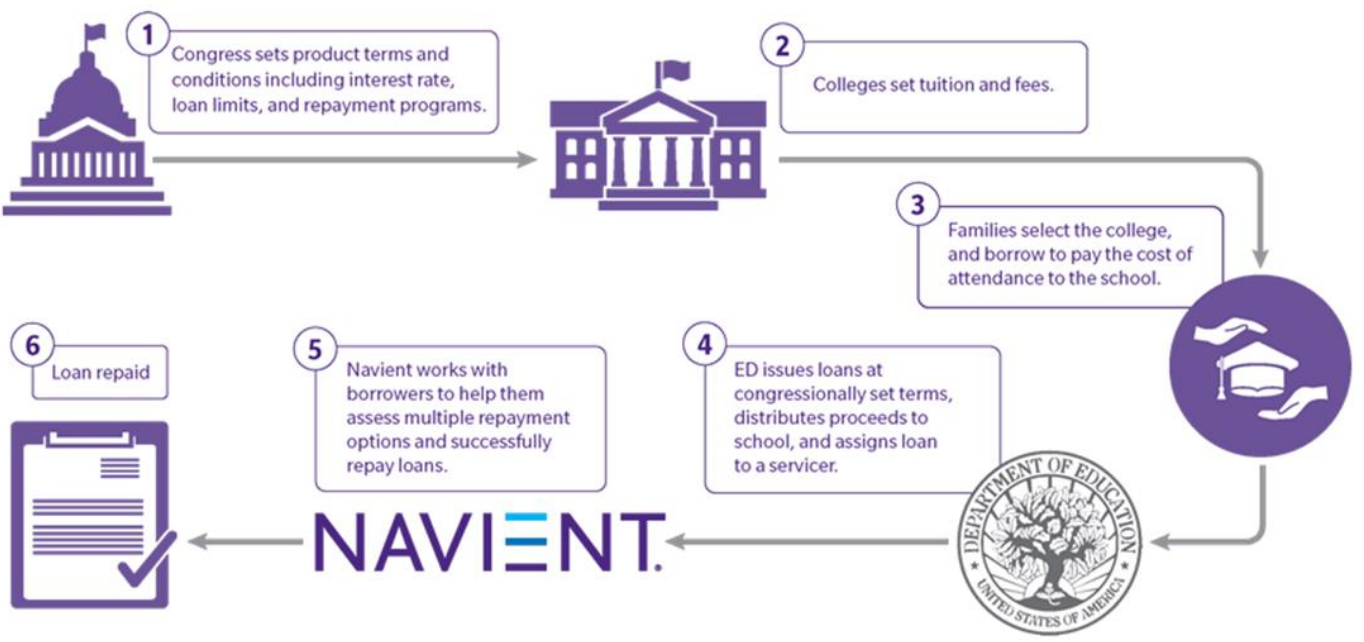 1
Congress sets product terms and
conditions including interest rate,
loan limits, and repayment programs.
2
Colleges set tuition and fees.
3
Families select the college,
and borrow to pay the cost of
attendance to the school.
4
ED issues loans at
congressionally set terms,
distributes proceeds to
school, and assigns loan
to a servicer.
DEPARTMENT OF EDUCATION
UNITED STATES OF AMERICA
5
Navient works with
borrowers to help them
assess multiple repayment
options and successfully
repay loans.
NAVIENT.
6
Loan repaid